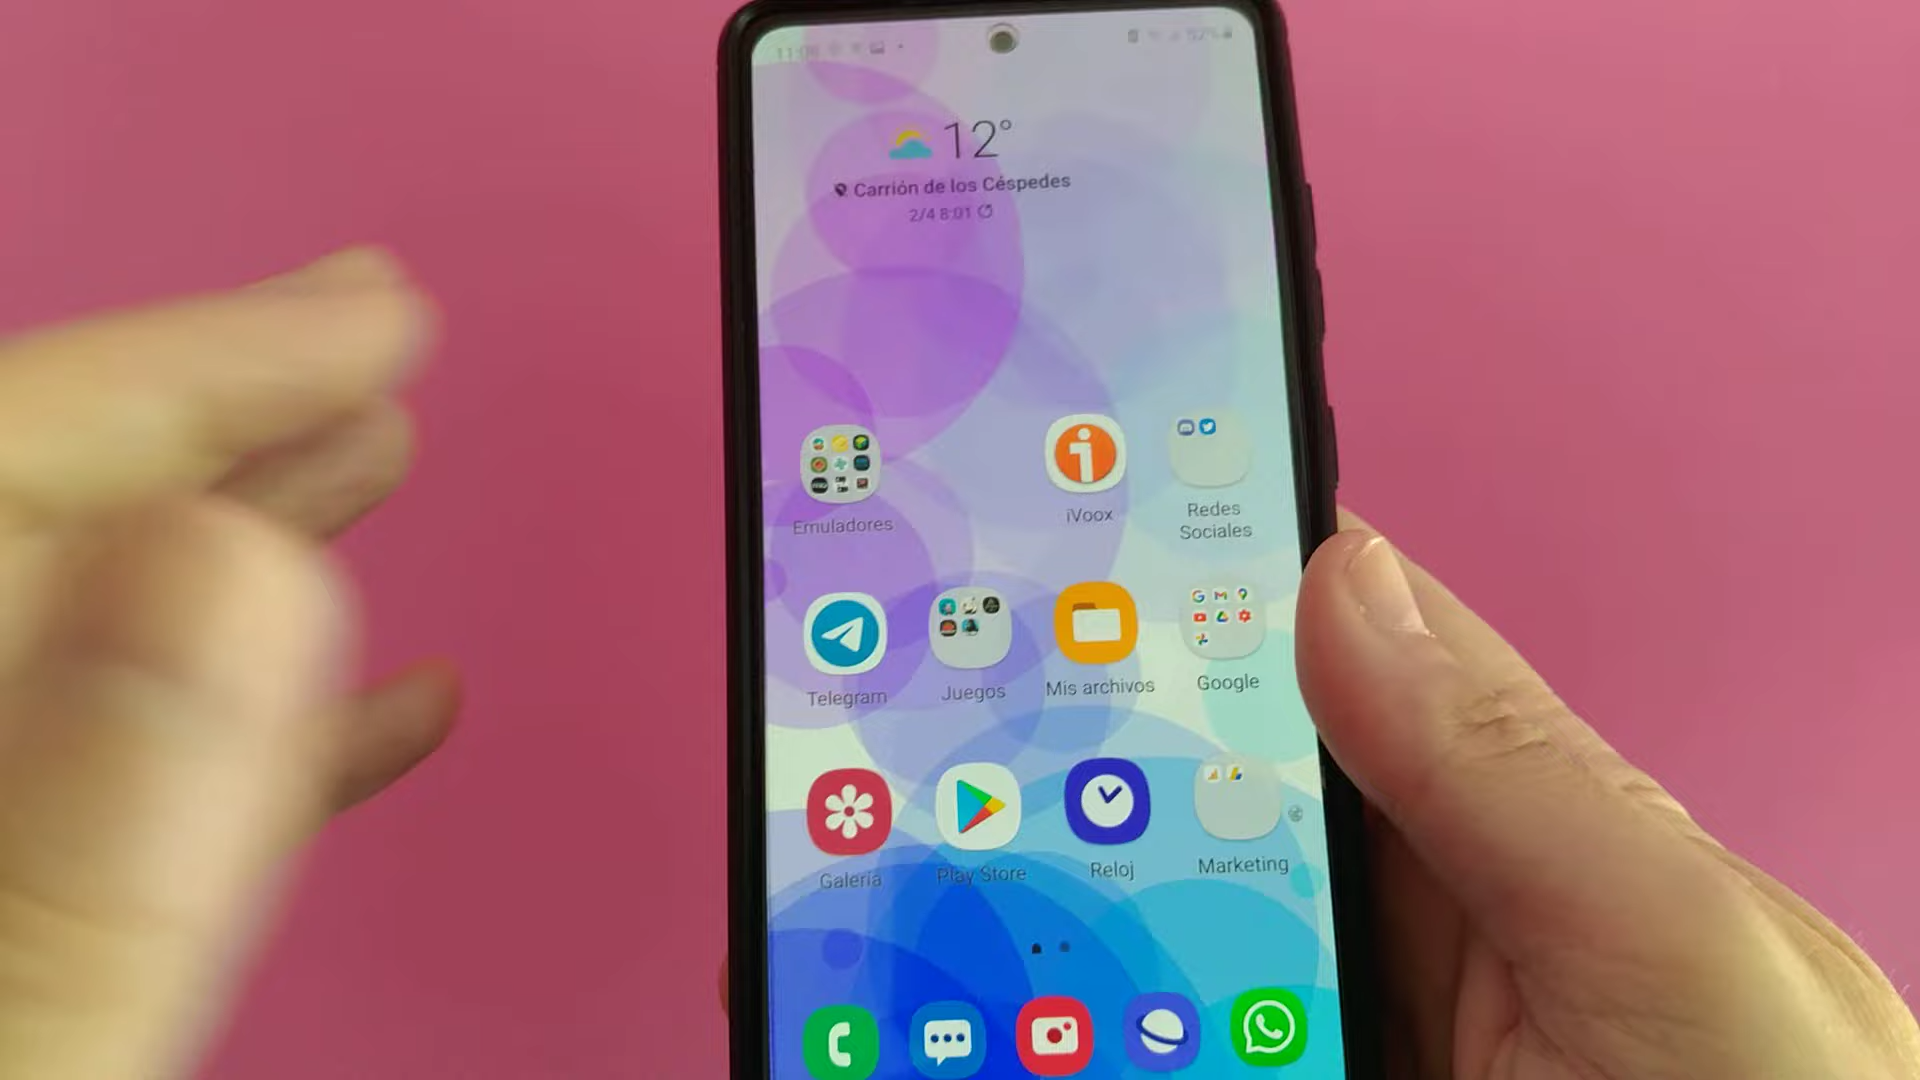 12°
Carrión de los Céspedes
2/4 8:01
Emuladores
iVoox
Redes
Sociales
Telegram
Juegos
Mis archivos
Google
Galería
Play Store
Reloj
Marketing